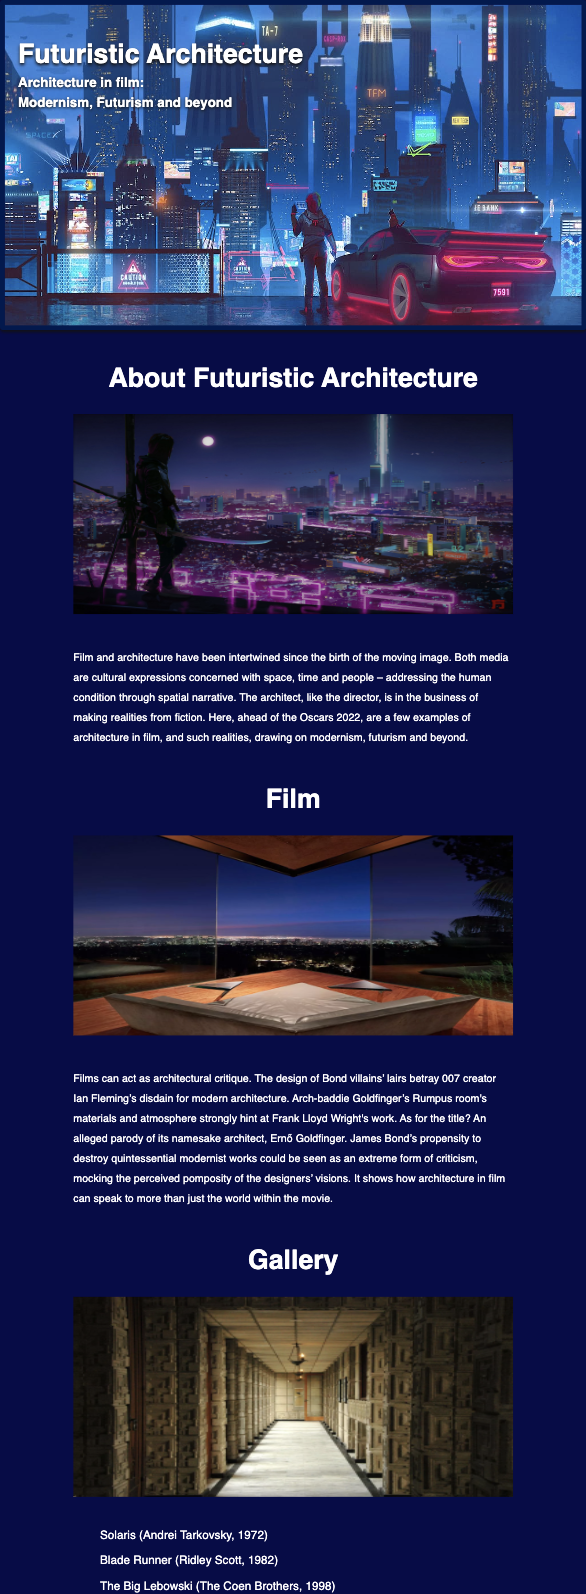 TA-7
Futuristic Architecture
Architecture in film:
Modernism, Futurism and beyond
TFM
SPACE
TAI
JE BANK
CAUTION
CAUTION
7591
About Futuristic Architecture
Film and architecture have been intertwined since the birth of the moving image. Both media
are cultural expressions concerned with space, time and people – addressing the human
condition through spatial narrative. The architect, like the director, is in the business of
making realities from fiction. Here, ahead of the Oscars 2022, are a few examples of
architecture in film, and such realities, drawing on modernism, futurism and beyond.
Film
Films can act as architectural critique. The design of Bond villains’ lairs betray 007 creator
Ian Fleming’s disdain for modern architecture. Arch-baddie Goldfinger’s Rumpus room’s
materials and atmosphere strongly hint at Frank Lloyd Wright’s work. As for the title? An
alleged parody of its namesake architect, Ernő Goldfinger. James Bond’s propensity to
destroy quintessential modernist works could be seen as an extreme form of criticism,
mocking the perceived pomposity of the designers’ visions. It shows how architecture in film
can speak to more than just the world within the movie.
Gallery
Solaris (Andrei Tarkovsky, 1972)
Blade Runner (Ridley Scott, 1982)
The Big Lebowski (The Coen Brothers, 1998)